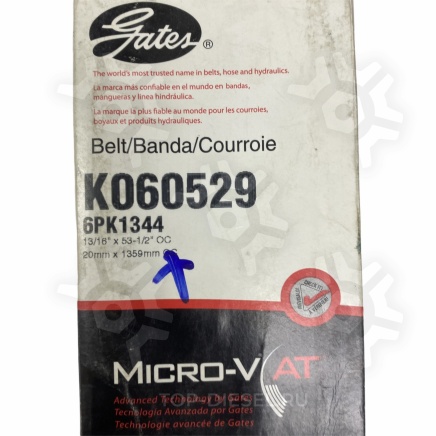 Gates®
The world's most trusted name in belts, hose and hydraulics.
La marca más confiable en el mundo en bandas,
mangueras y línea hindráulica.
La marque la plus fiable au monde pour les courroies,
boyaux et produits hydrauliques.
Belt/Banda/Courroie
K060529
6PK1344
13/16" x 53-1/2" OC
20mm x 1359mm OC
MICRO-V AT
Advanced Technology by Gates
Tecnología Avanzada por Gates
Technologie avancée de Gates